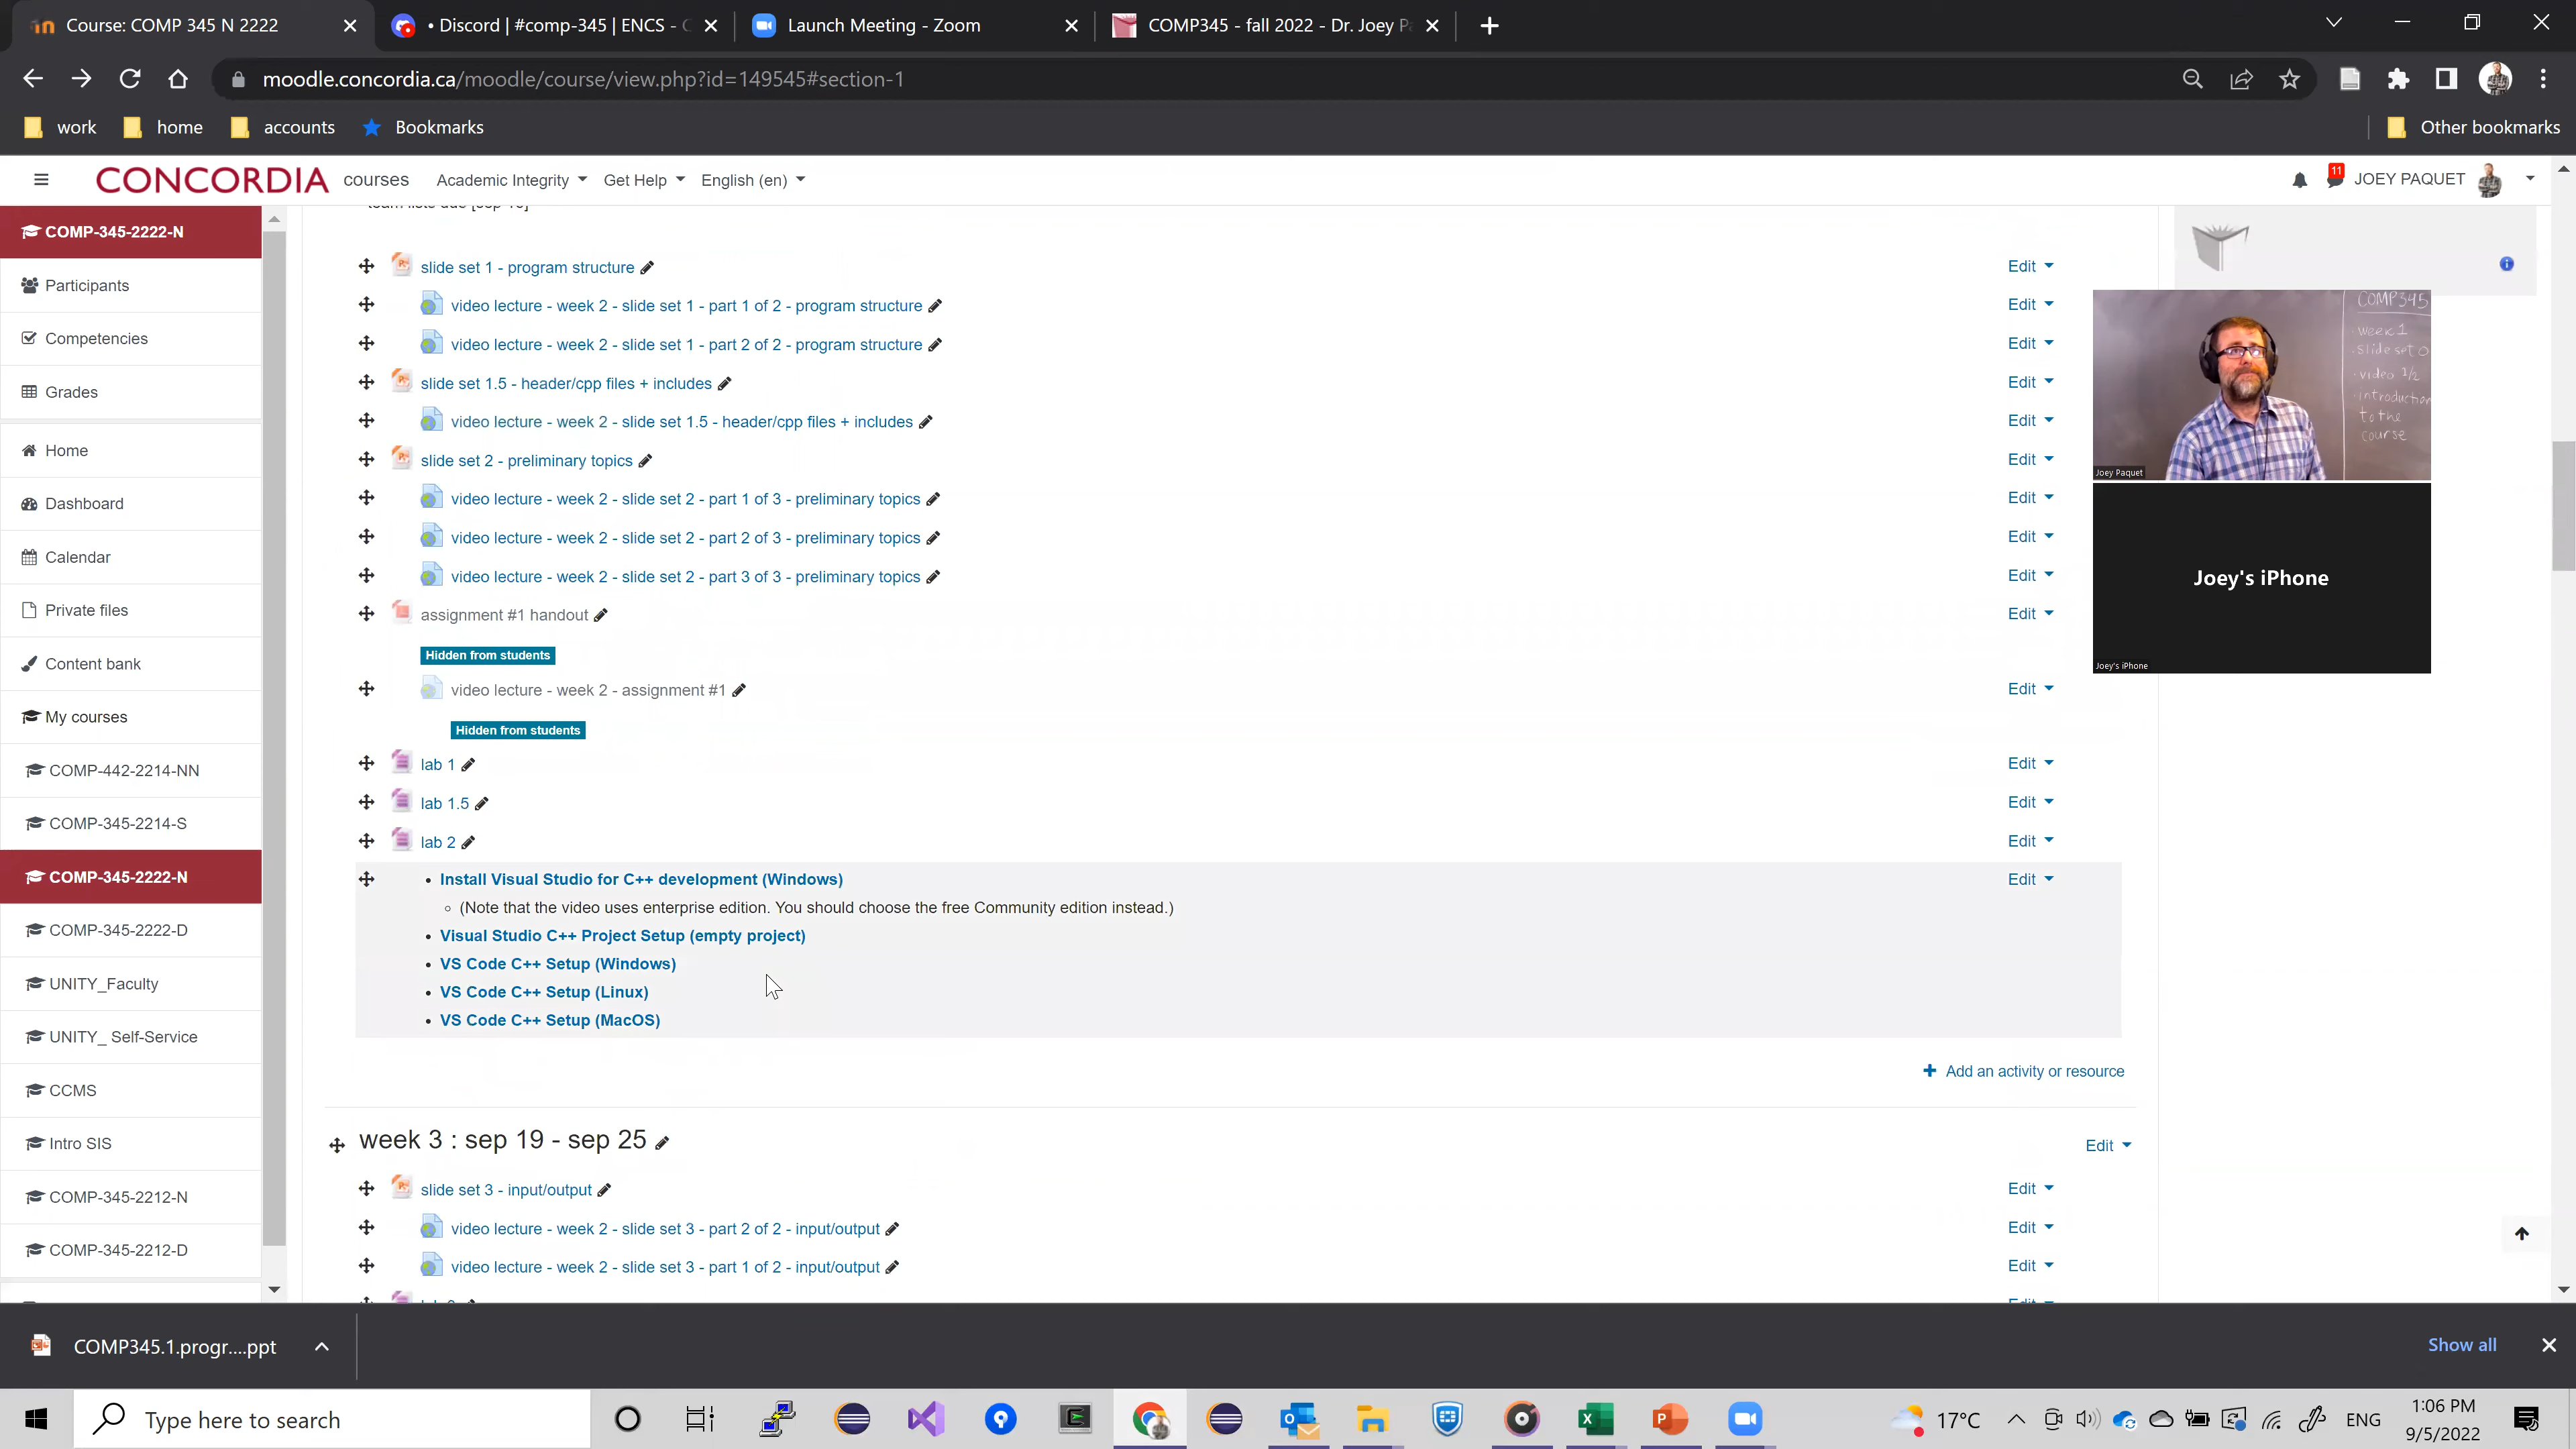 Course: COMP 345 N 2222
• Discord | #comp-345 | ENCS - C
Launch Meeting - Zoom
COMP345 - fall 2022 - Dr. Joey P
moodle.concordia.ca/moodle/course/view.php?id=149545#section-1
work
home
accounts
Bookmarks
Other bookmarks
CONCORDIA
courses
Academic Integrity
Get Help
English (en)
11
JOEY PAQUET
COMP-345-2222-N
Participants
Competencies
Grades
Home
Dashboard
Calendar
Private files
Content bank
My courses
COMP-442-2214-NN
COMP-345-2214-S
COMP-345-2222-N
COMP-345-2222-D
UNITY_Faculty
UNITY_ Self-Service
CCMS
Intro SIS
COMP-345-2212-N
COMP-345-2212-D
slide set 1 - program structure Edit
video lecture - week 2 - slide set 1 - part 1 of 2 - program structure Edit
video lecture - week 2 - slide set 1 - part 2 of 2 - program structure Edit
slide set 1.5 - header/cpp files + includes Edit
video lecture - week 2 - slide set 1.5 - header/cpp files + includes Edit
slide set 2 - preliminary topics Edit
video lecture - week 2 - slide set 2 - part 1 of 3 - preliminary topics Edit
video lecture - week 2 - slide set 2 - part 2 of 3 - preliminary topics Edit
video lecture - week 2 - slide set 2 - part 3 of 3 - preliminary topics Edit
assignment #1 handout Edit
Hidden from students
video lecture - week 2 - assignment #1 Edit
Hidden from students
lab 1 Edit
lab 1.5 Edit
lab 2 Edit
• Install Visual Studio for C++ development (Windows) Edit
(Note that the video uses enterprise edition. You should choose the free Community edition instead.)
• Visual Studio C++ Project Setup (empty project)
• VS Code C++ Setup (Windows)
• VS Code C++ Setup (Linux)
• VS Code C++ Setup (MacOS)
+ Add an activity or resource
week 3 : sep 19 - sep 25 Edit
slide set 3 - input/output Edit
video lecture - week 2 - slide set 3 - part 2 of 2 - input/output Edit
video lecture - week 2 - slide set 3 - part 1 of 2 - input/output Edit
COMP345
week 1
slide set 0
video 1/2
introduction
to the
course
Joey Paquet
Joey's iPhone
Joey's iPhone
COMP345.1.progr....ppt
Show all
Type here to search
17°C
ENG
1:06 PM
9/5/2022